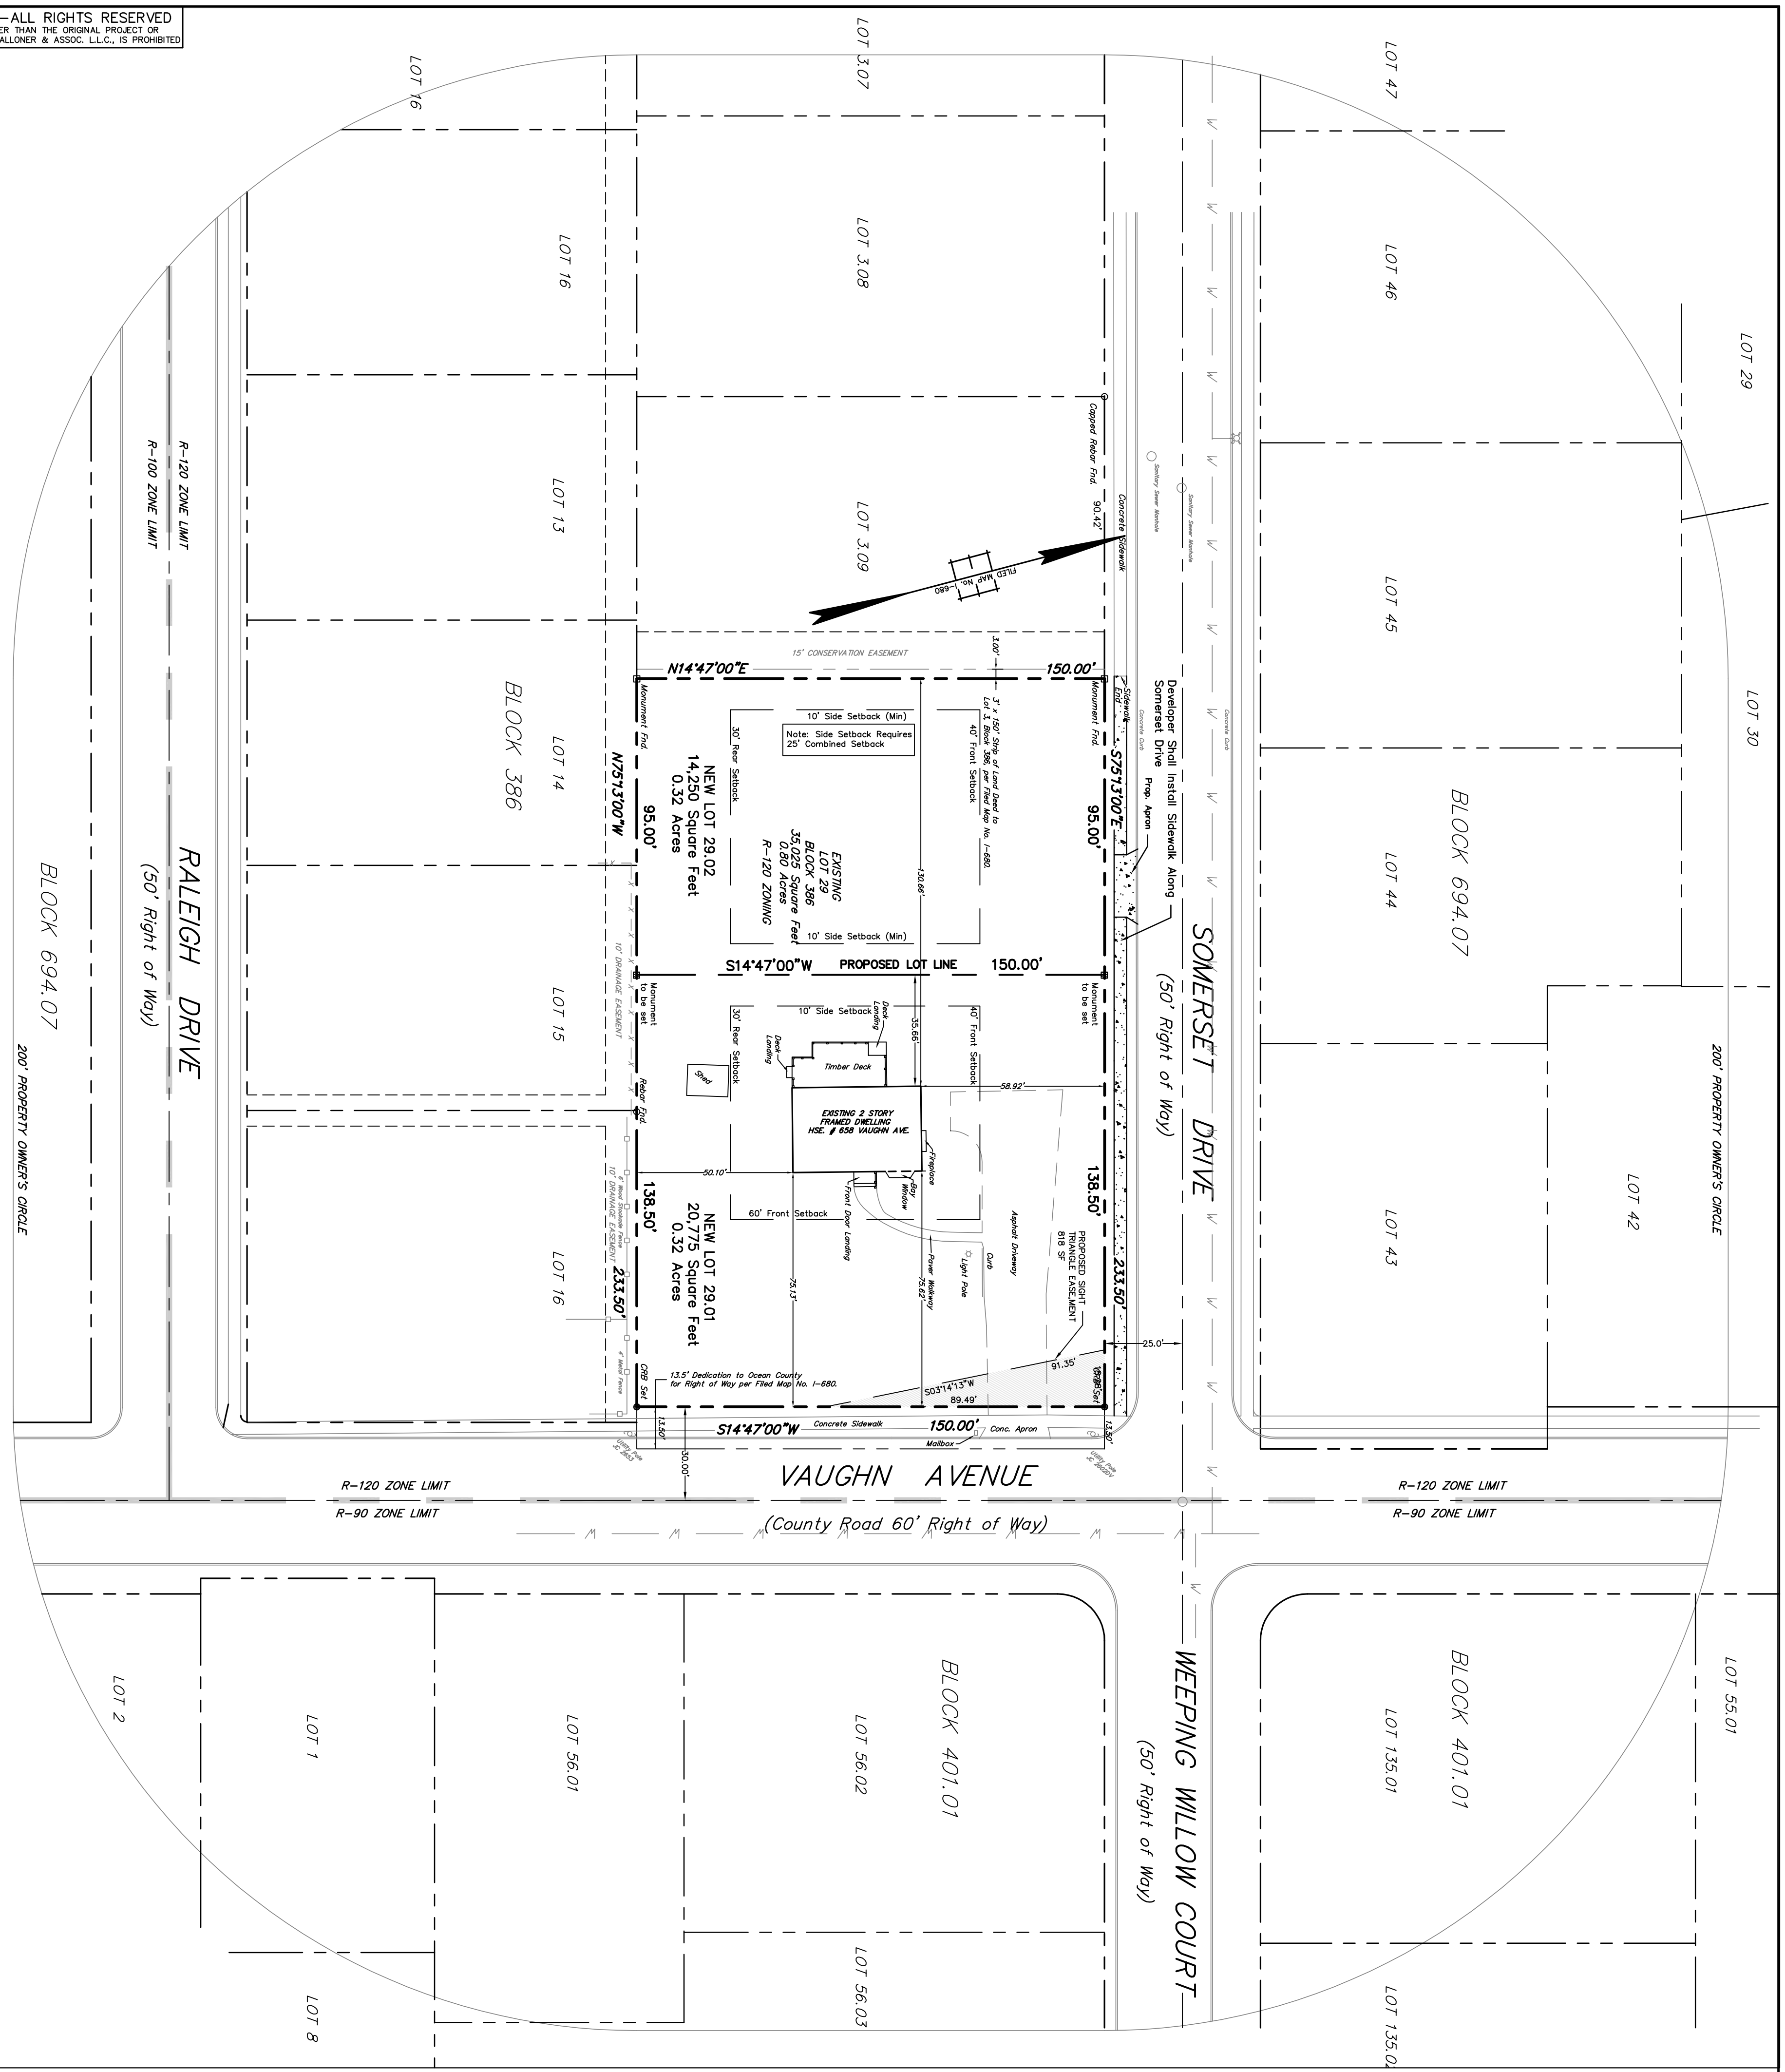 -ALL RIGHTS RESERVED
ER THAN THE ORIGINAL PROJECT OR
ALLONER & ASSOC. L.L.C., IS PROHIBITED
LOT 16
LOT 3.07
LOT 47
LOT 16
LOT 3.08
LOT 46
LOT 29
LOT 13
LOT 3.09
LOT 45
LOT 30
R-120 ZONE LIMIT
R-100 ZONE LIMIT
Capped Rebar Fnd.
90.42'
Concrete Sidewalk
Sanitary Sewer Manhole
Sanitary Sewer Manhole
FILED MAP No. I-680
15' CONSERVATION EASEMENT
3.00'
N14°47'00"E
150.00'
Monument Fnd.
Monument Fnd.
Sidewalk
End
Concrete Curb
Concrete Curb
Developer Shall Install Sidewalk Along
Somerset Drive
Prop. Apron
3' x 150' Strip of Land Deed to
Lot 3, Block 386, per Filed Map No. I-680.
10' Side Setback (Min)
Note: Side Setback Requires
25' Combined Setback
30' Rear Setback
40' Front Setback
BLOCK 386
LOT 14
N75°13'00"W
95.00'
S75°13'00"E
95.00'
NEW LOT 29.02
14,250 Square Feet
0.32 Acres
EXISTING
LOT 29
BLOCK 386
35,025 Square Feet
0.80 Acres
R-120 ZONING
130.66'
10' Side Setback (Min)
LOT 44
BLOCK 694.07
S14°47'00"W
PROPOSED LOT LINE
150.00'
Monument
to be set
Monument
to be set
10' DRAINAGE EASEMENT
LOT 15
RALEIGH DRIVE
(50' Right of Way)
BLOCK 694.07
SOMERSET DRIVE
(50' Right of Way)
10' Side Setback
35.66'
30' Rear Setback
40' Front Setback
Deck
Landing
Deck
Landing
Timber Deck
Shed
Rebar Fnd.
58.92'
EXISTING 2 STORY
FRAMED DWELLING
HSE. # 658 VAUGHN AVE.
Fireplace
Bay
Window
Front Door Landing
50.10'
60' Front Setback
138.50'
138.50'
NEW LOT 29.01
20,775 Square Feet
0.32 Acres
75.13'
75.62'
Paver Walkway
Light Pole
Curb
Asphalt Driveway
PROPOSED SIGHT
TRIANGLE EASE,MENT
818 SF
233.50'
233.50'
6' Wood Stockade Fence
10' DRAINAGE EASEMENT
4' Metal Fence
LOT 16
LOT 43
LOT 42
200' PROPERTY OWNER'S CIRCLE
200' PROPERTY OWNER'S CIRCLE
25.0'
91.35'
S03°14'13"W
89.49'
CRB Set
CRB Set
13.5' Dedication to Ocean County
for Right of Way per Filed Map No. I-680.
13.50'
13.50'
S14°47'00"W
Concrete Sidewalk
150.00'
Conc. Apron
Mailbox
Utility Pole
Utility Pole
30.00'
VAUGHN AVENUE
(County Road 60' Right of Way)
R-120 ZONE LIMIT
R-90 ZONE LIMIT
R-120 ZONE LIMIT
R-90 ZONE LIMIT
WEEPING WILLOW COURT
(50' Right of Way)
LOT 2
LOT 1
LOT 56.01
LOT 56.02
BLOCK 401.01
LOT 135.01
BLOCK 401.01
LOT 55.01
LOT 8
LOT 56.03
LOT 135.02